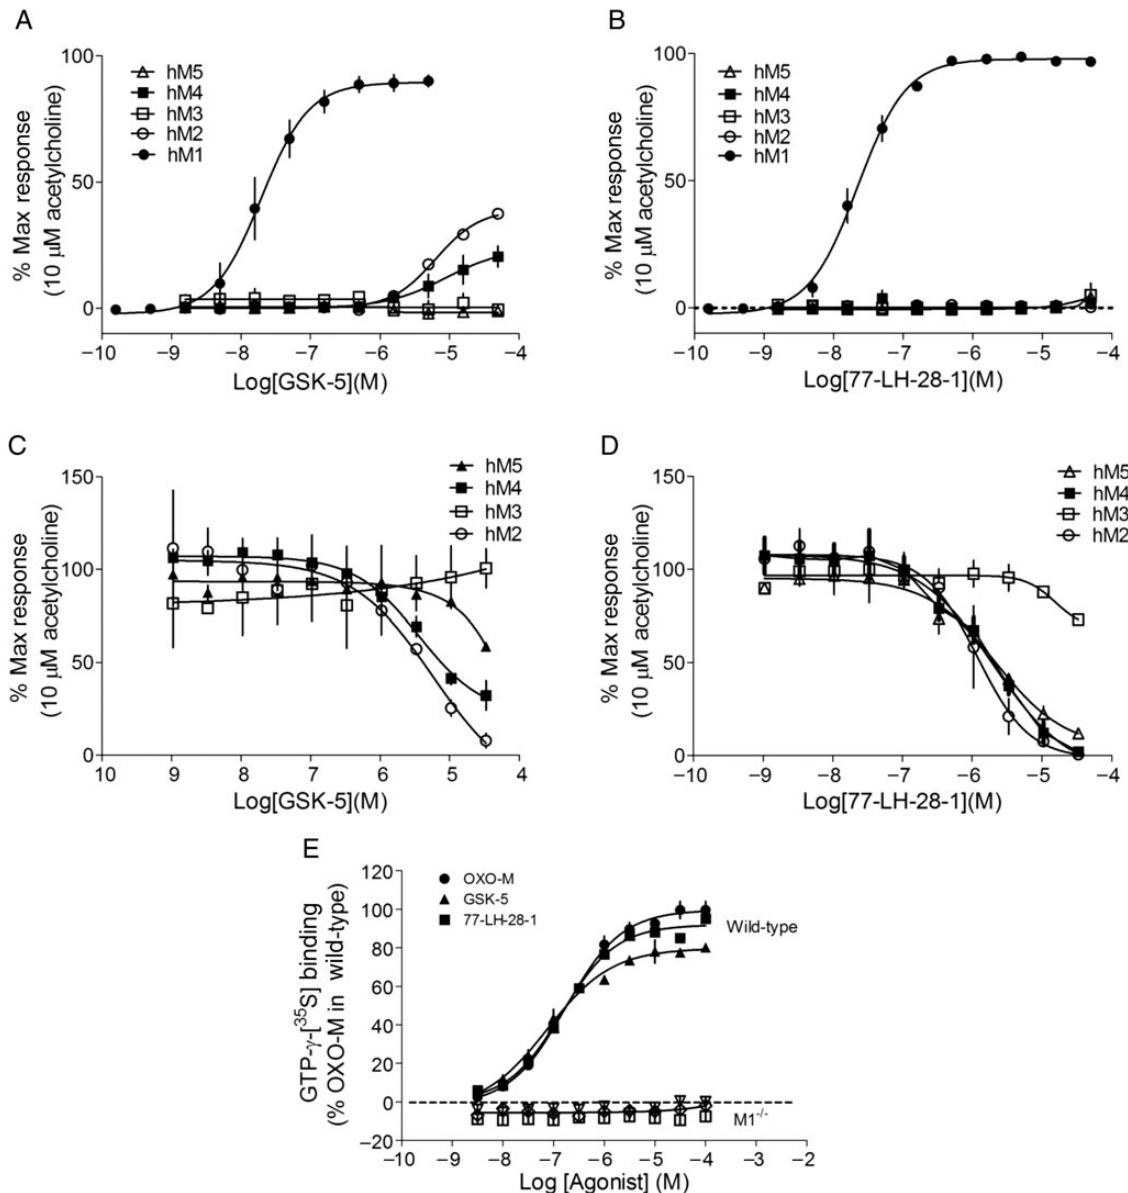 A
% Max response
(10 µM acetylcholine)
100
50
0
hM5
hM4
hM3
hM2
hM1
−10 −9 −8 −7 −6 −5 −4
Log[GSK-5](M)
B
% Max response
(10 µM acetylcholine)
100
50
0
hM5
hM4
hM3
hM2
hM1
−10 −9 −8 −7 −6 −5 −4
Log[77-LH-28-1](M)
C
% Max response
(10 µM acetylcholine)
150
100
50
0
hM5
hM4
hM3
hM2
10 9 8 7 6 5 4
Log[GSK-5](M)
D
% Max response
(10 µM acetylcholine)
150
100
50
0
hM5
hM4
hM3
hM2
−10 −9 −8 −7 −6 −5 −4
Log[77-LH-28-1](M)
E
GTP-γ-[³⁵S] binding
(% OXO-M in wild-type)
120
100
80
60
40
20
0
−20
OXO-M
GSK-5
77-LH-28-1
Wild-type
M1⁻/⁻
−10 −9 −8 −7 −6 −5 −4 −3 −2
Log [Agonist] (M)